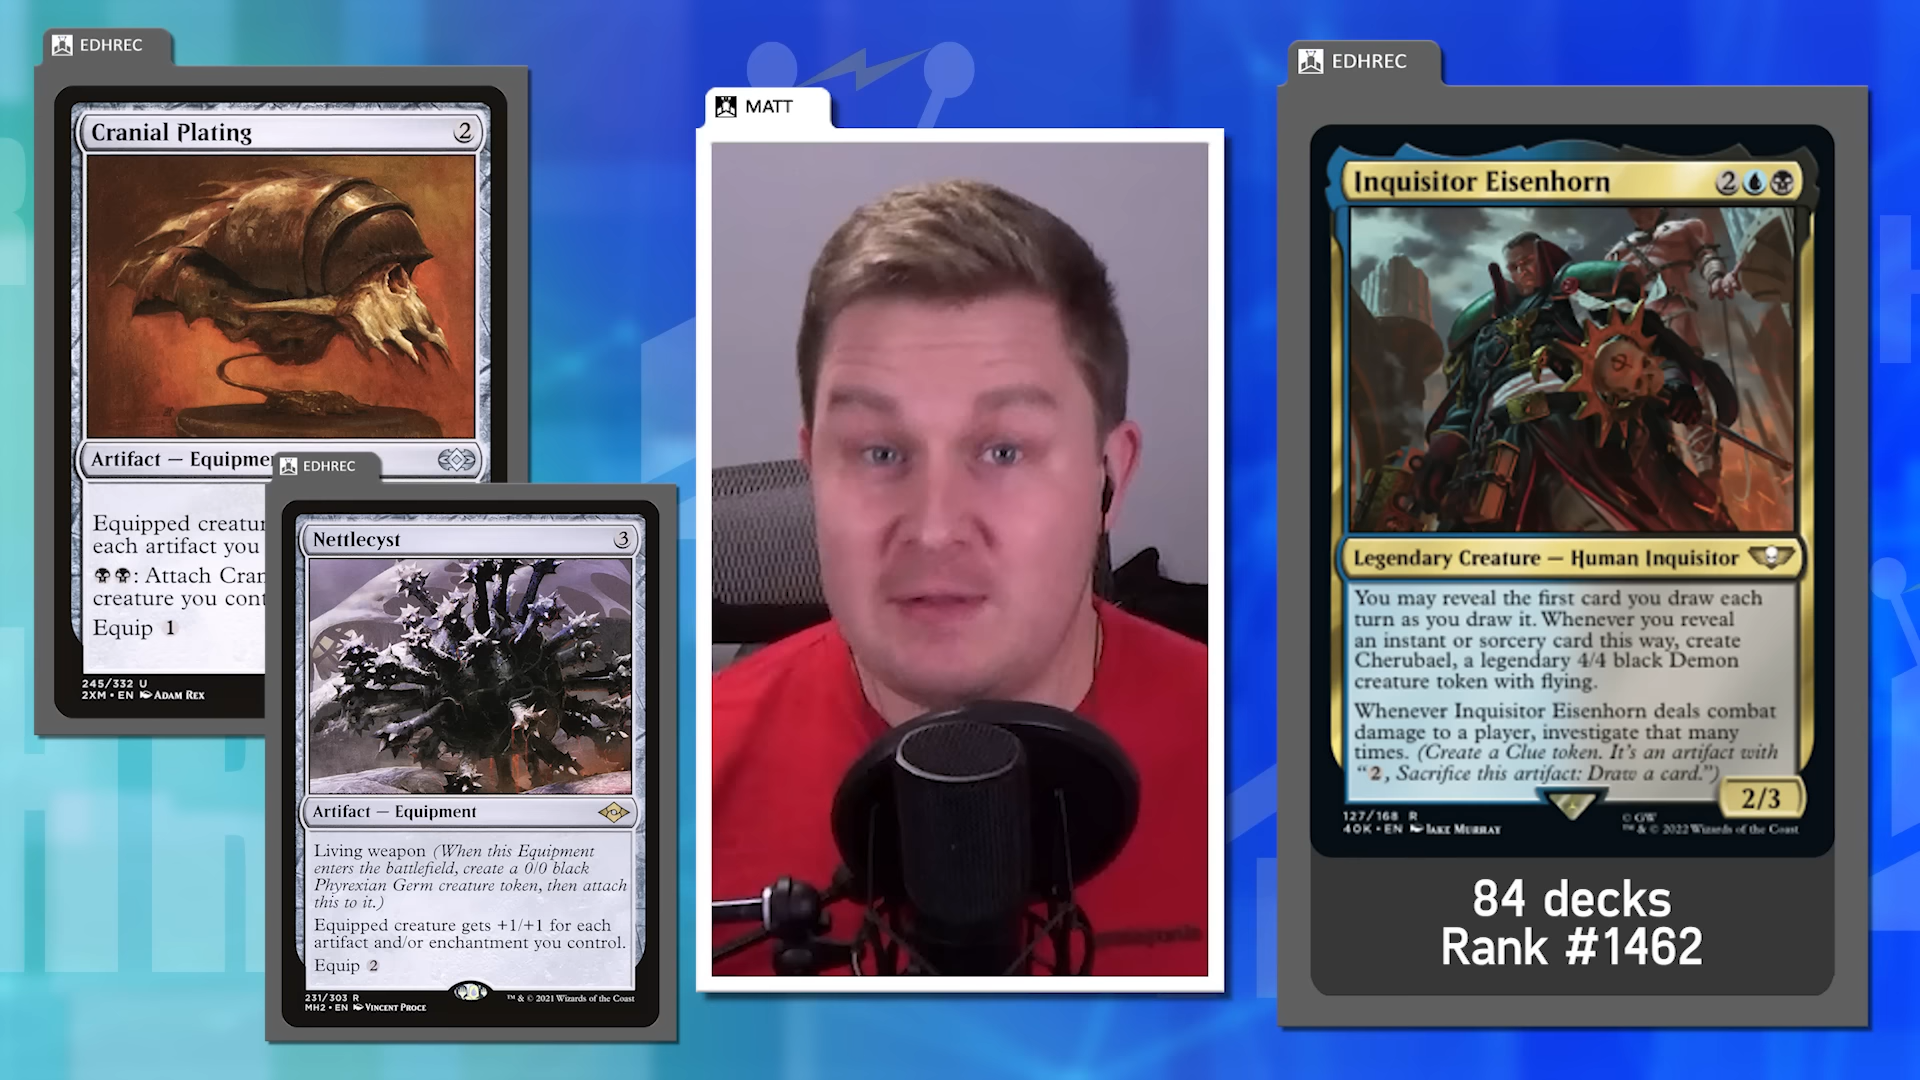 EDHREC
Cranial Plating 2
Artifact — Equipme
Equipped creatur
each artifact you
: Attach Cran
creature you cont
Equip 1
245/332 U
2XM • EN ADAM REX
EDHREC
Nettlecyst 3
Artifact — Equipment
Living weapon (When this Equipment
enters the battlefield, create a 0/0 black
Phyrexian Germ creature token, then attach
this to it.)
Equipped creature gets +1/+1 for each
artifact and/or enchantment you control.
Equip 2
231/303 R
MH2 • EN VINCENT PROCE
™ & © 2021 Wizards of the Coast
MATT
EDHREC
Inquisitor Eisenhorn 2
Legendary Creature — Human Inquisitor
You may reveal the first card you draw each
turn as you draw it. Whenever you reveal
an instant or sorcery card this way, create
Cherubael, a legendary 4/4 black Demon
creature token with flying.
Whenever Inquisitor Eisenhorn deals combat
damage to a player, investigate that many
times. (Create a Clue token. It's an artifact with
"2, Sacrifice this artifact: Draw a card.")
2/3
127/168 R
40K • EN JAKE MURRAY
© GW
™ & © 2022 Wizards of the Coast
84 decks
Rank #1462